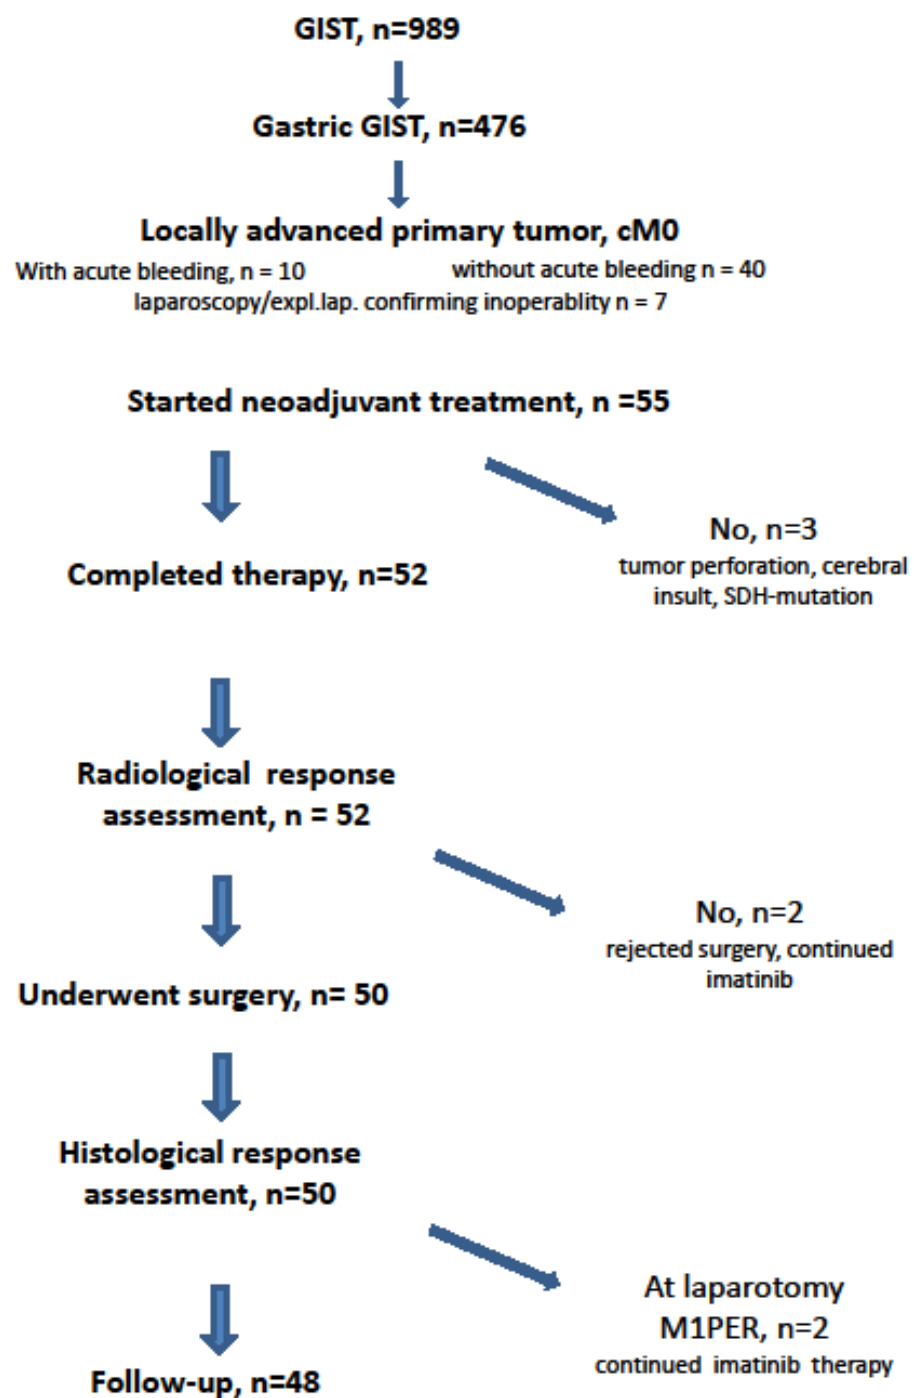 GIST, n=989
Gastric GIST, n=476
Locally advanced primary tumor, cM0
With acute bleeding, n = 10
without acute bleeding n = 40
laparoscopy/expl.lap. confirming inoperablity n = 7
Started neoadjuvant treatment, n =55
No, n=3
tumor perforation, cerebral
insult, SDH-mutation
Completed therapy, n=52
Radiological response
assessment, n = 52
No, n=2
rejected surgery, continued
imatinib
Underwent surgery, n= 50
Histological response
assessment, n=50
At laparotomy
M1PER, n=2
continued imatinib therapy
Follow-up, n=48